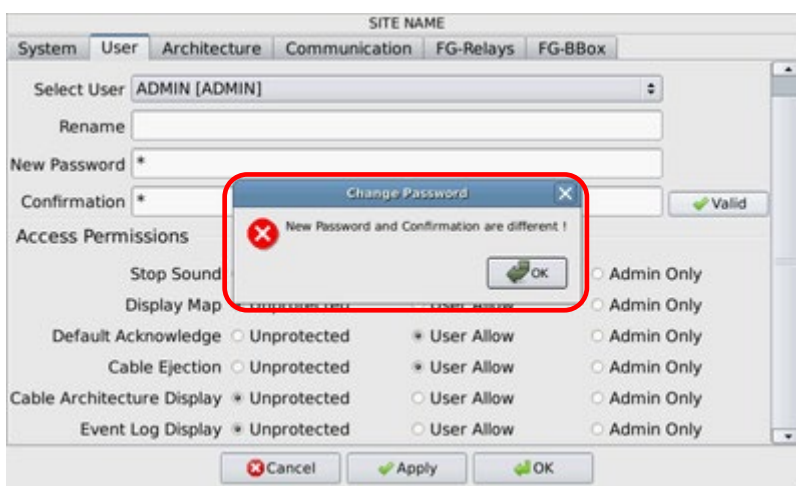 SITE NAME
System User Architecture Communication FG-Relays FG-BBox
Select User ADMIN [ADMIN]
Rename
New Password *
Confirmation * Valid
Change Password
New Password and Confirmation are different !
OK
Access Permissions
Stop Sound Admin Only
Display Map Unprotected User Allow Admin Only
Default Acknowledge Unprotected User Allow Admin Only
Cable Ejection Unprotected User Allow Admin Only
Cable Architecture Display Unprotected User Allow Admin Only
Event Log Display Unprotected User Allow Admin Only
Cancel Apply OK